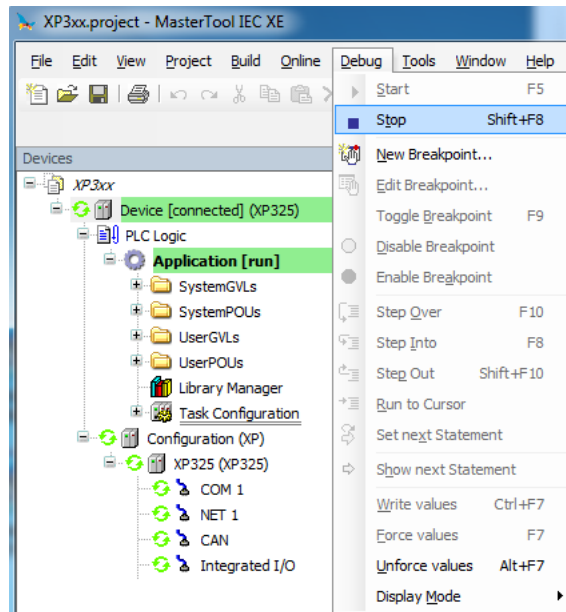 XP3xx.project - MasterTool IEC XE
File Edit View Project Build Online Debug Tools Window Help
Devices
XP3xx
Device [connected] (XP325)
PLC Logic
Application [run]
SystemGVLs
SystemPOUs
UserGVLs
UserPOUs
Library Manager
Task Configuration
Configuration (XP)
XP325 (XP325)
COM 1
NET 1
CAN
Integrated I/O
Start F5
Stop Shift+F8
New Breakpoint...
Edit Breakpoint...
Toggle Breakpoint F9
Disable Breakpoint
Enable Breakpoint
Step Over F10
Step Into F8
Step Out Shift+F10
Run to Cursor
Set next Statement
Show next Statement
Write values Ctrl+F7
Force values F7
Unforce values Alt+F7
Display Mode